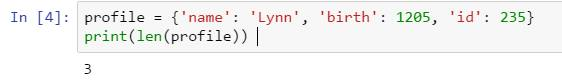 In [4]: profile = {'name': 'Lynn', 'birth': 1205, 'id': 235}
print(len(profile))
3